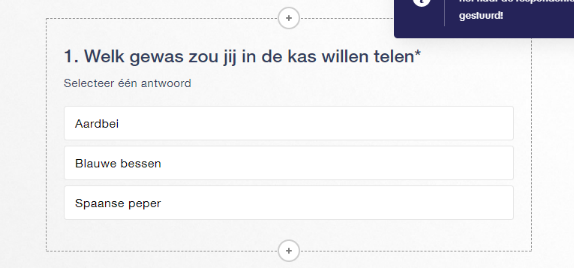 gestuurd!
1. Welk gewas zou jij in de kas willen telen*
Selecteer één antwoord
Aardbei
Blauwe bessen
Spaanse peper